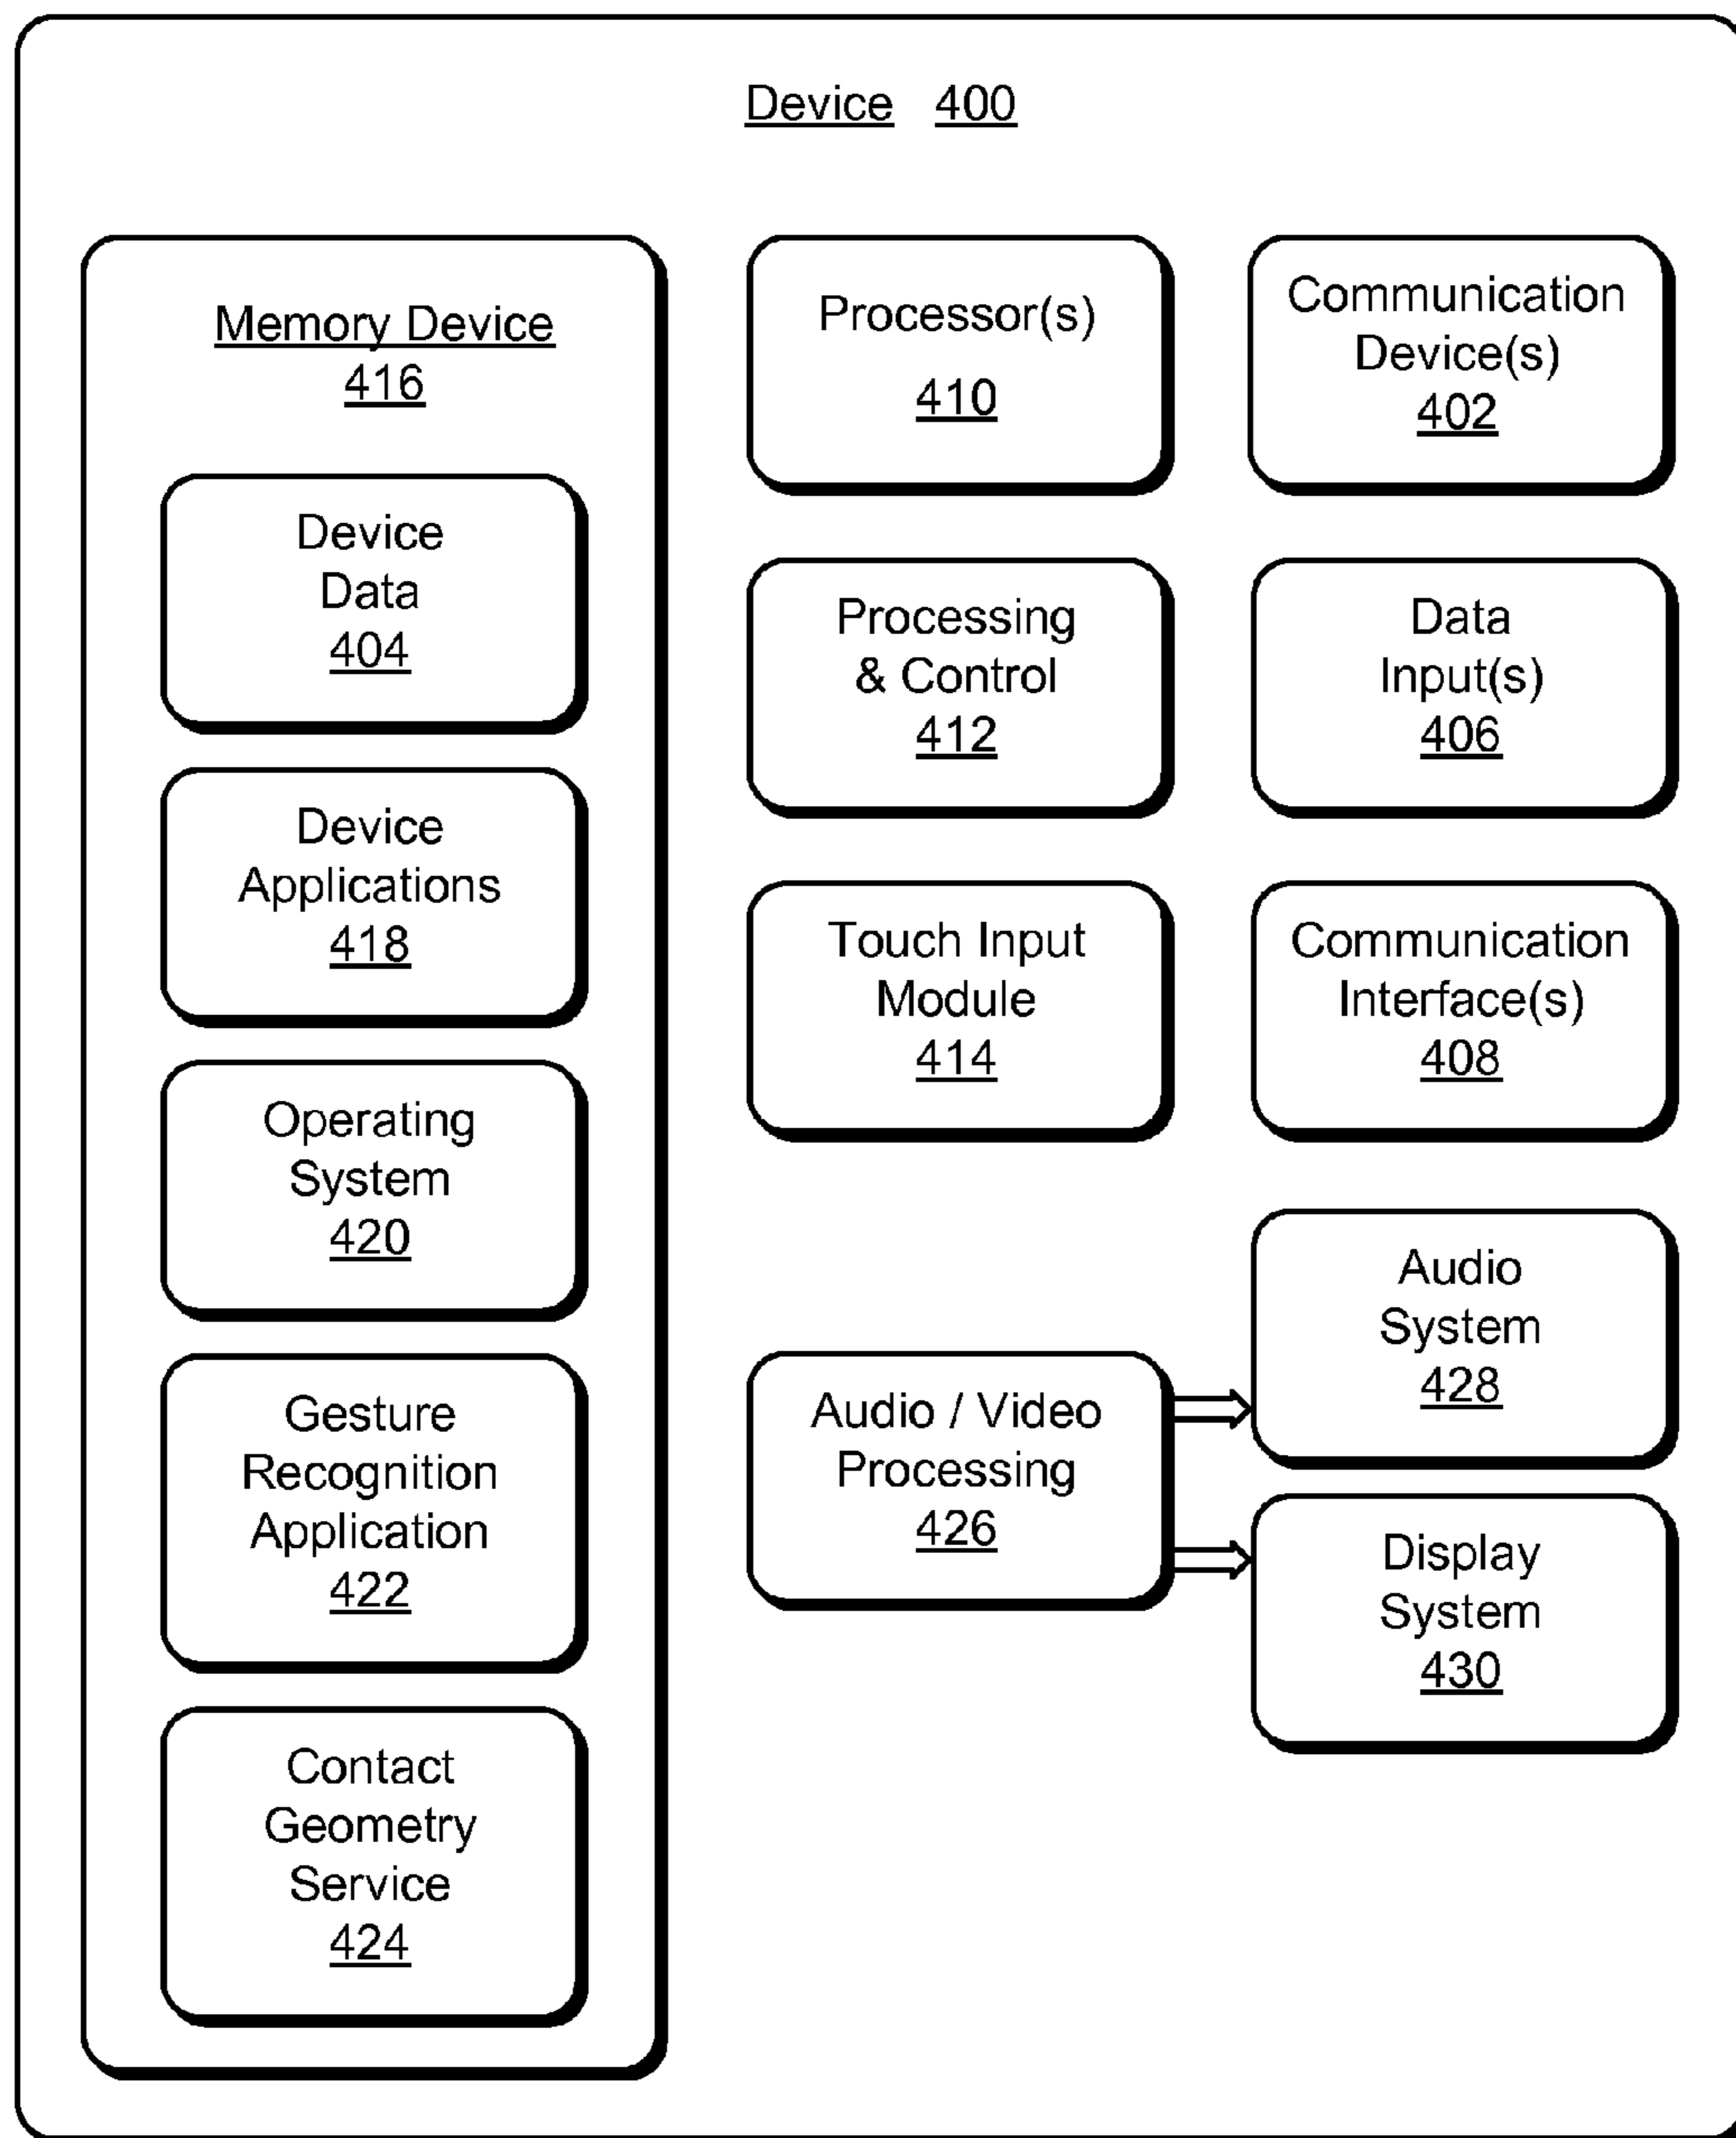 Device 400
Memory Device
416
Device
Data
404
Device
Applications
418
Operating
System
420
Gesture
Recognition
Application
422
Contact
Geometry
Service
424
Processor(s)
410
Processing
& Control
412
Touch Input
Module
414
Audio / Video
Processing
426
Communication
Device(s)
402
Data
Input(s)
406
Communication
Interface(s)
408
Audio
System
428
Display
System
430